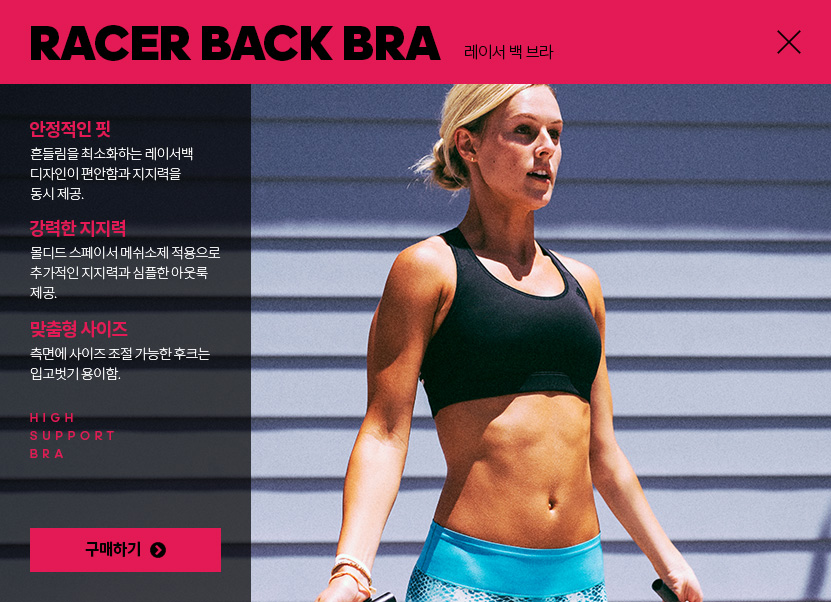 RACER BACK BRA 레이서 백 브라
안정적인 핏
흔들림을 최소화하는 레이서백
디자인이 편안함과 지지력을
동시 제공.
강력한 지지력
몰디드 스페이서 메쉬소제 적용으로
추가적인 지지력과 심플한 아웃룩
제공.
맞춤형 사이즈
측면에 사이즈 조절 가능한 후크는
입고벗기 용이함.
HIGH
SUPPORT
BRA
구매하기